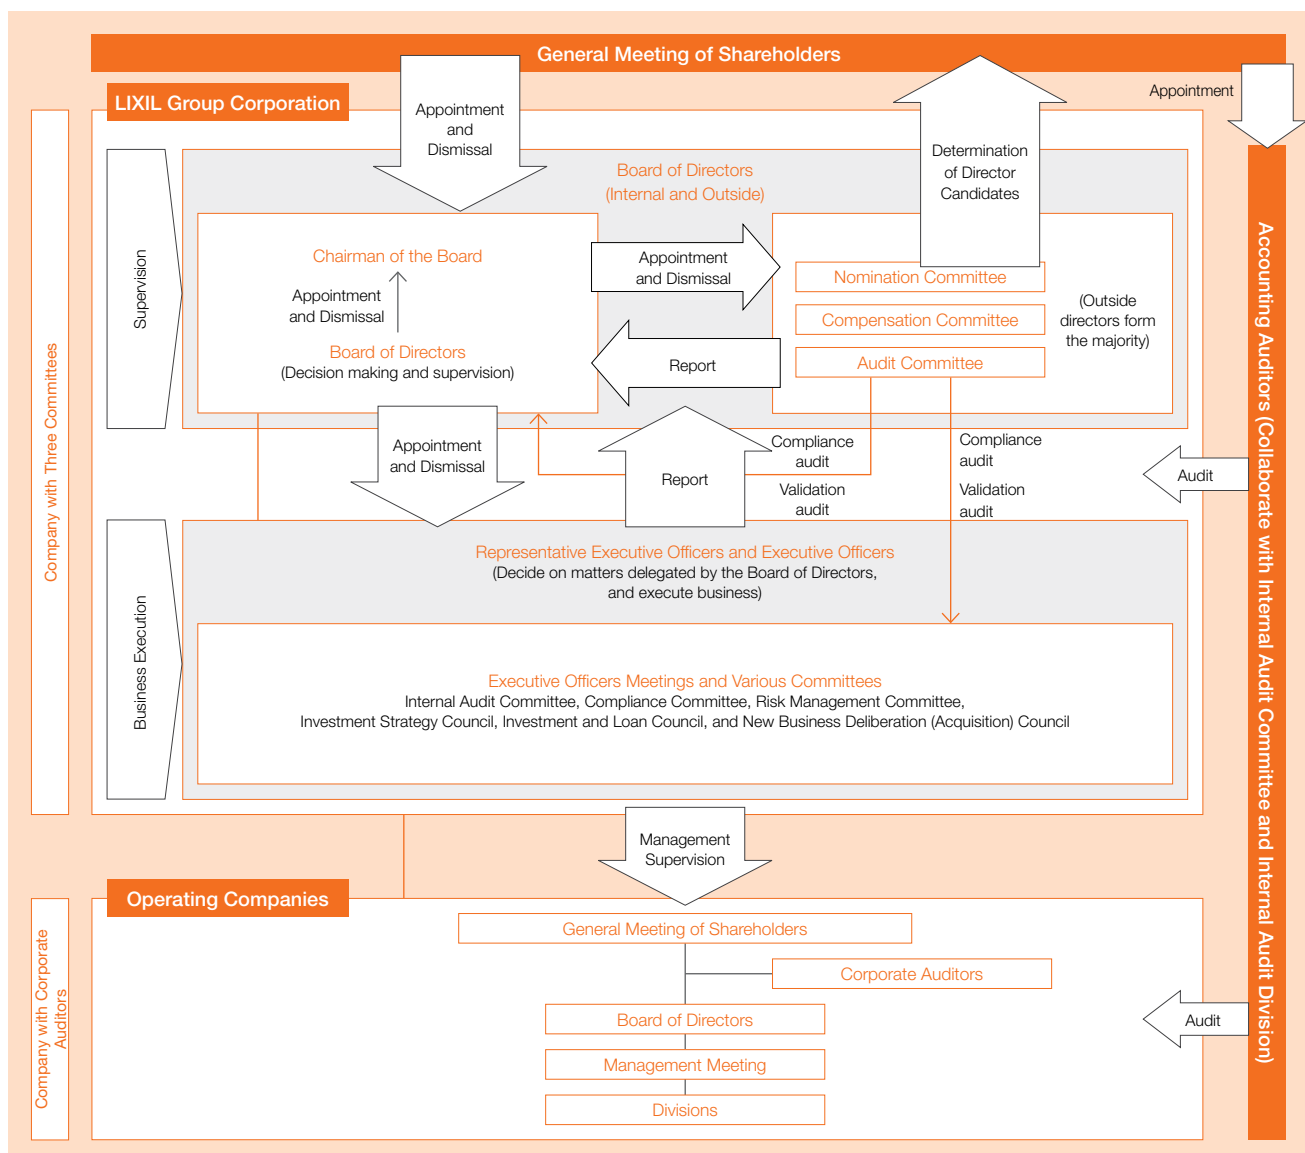 General Meeting of Shareholders
LIXIL Group Corporation
Appointment
Appointment
and
Dismissal
Determination
of Director
Candidates
Company with Three Committees
Supervision
Board of Directors
(Internal and Outside)
Chairman of the Board
Appointment
and Dismissal
Board of Directors
(Decision making and supervision)
Appointment
and Dismissal
Report
Nomination Committee
Compensation Committee
Audit Committee
(Outside
directors form
the majority)
Accounting Auditors (Collaborate with Internal Audit Committee and Internal Audit Division)
Appointment
and Dismissal
Report
Compliance
audit
Validation
audit
Compliance
audit
Validation
audit
Audit
Business Execution
Representative Executive Officers and Executive Officers
(Decide on matters delegated by the Board of Directors,
and execute business)
Executive Officers Meetings and Various Committees
Internal Audit Committee, Compliance Committee, Risk Management Committee,
Investment Strategy Council, Investment and Loan Council, and New Business Deliberation (Acquisition) Council
Management
Supervision
Operating Companies
Company with Corporate
Auditors
General Meeting of Shareholders
Corporate Auditors
Board of Directors
Management Meeting
Divisions
Audit